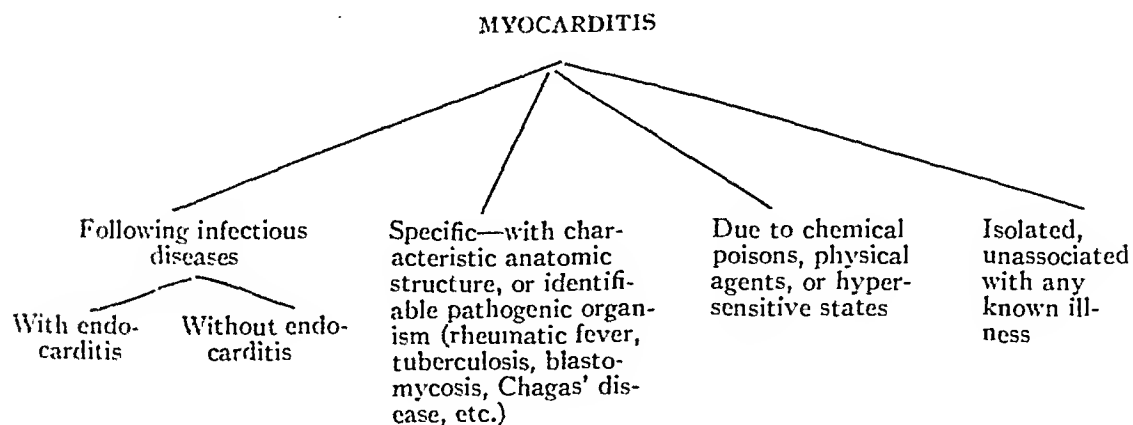 MYOCARDITIS
Following infectious
diseases
With endo-
carditis
Without endo-
carditis
Specific—with char-
acteristic anatomic
structure, or identifi-
able pathogenic organ-
ism (rheumatic fever,
tuberculosis, blasto-
mycosis, Chagas' dis-
ease, etc.)
Due to chemical
poisons, physical
agents, or hyper-
sensitive states
Isolated,
unassociated
with any
known ill-
ness